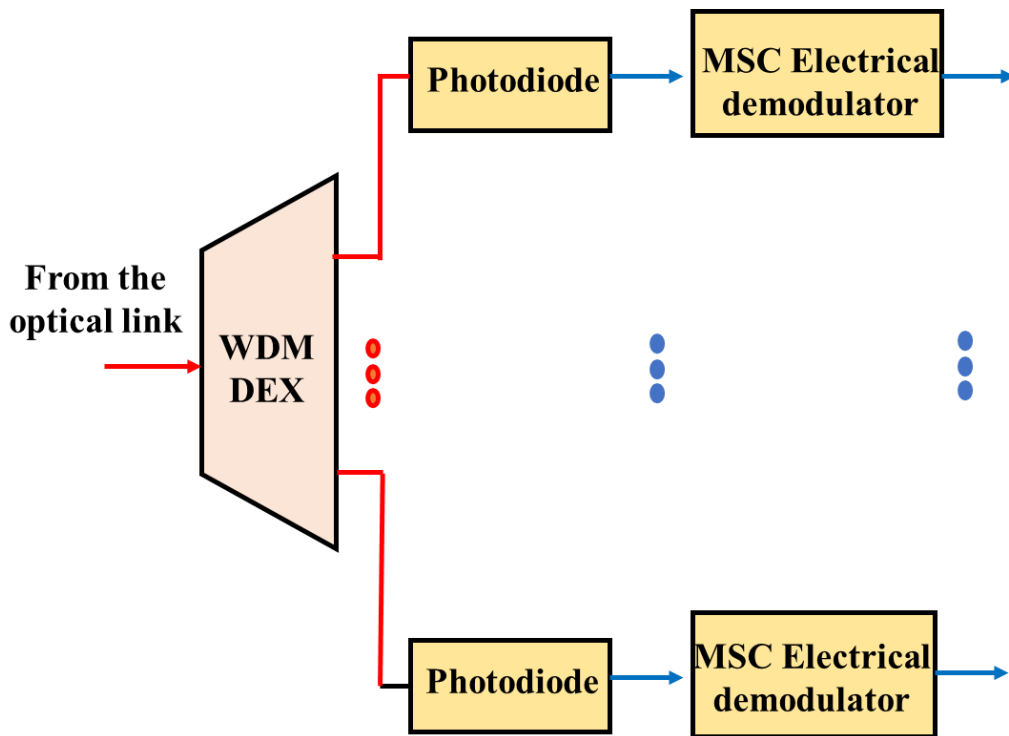 Photodiode
MSC Electrical
demodulator
From the
optical link
WDM
DEX
Photodiode
MSC Electrical
demodulator